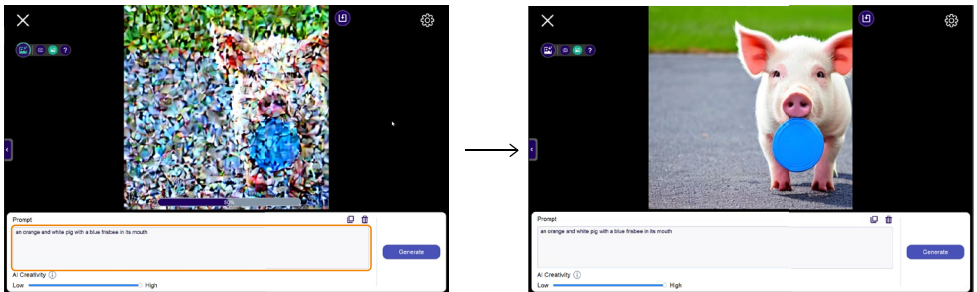 ?
50%
Prompt
an orange and white pig with a blue frisbee in its mouth
Generate
AI Creativity
Low High
?
Prompt
an orange and white pig with a blue frisbee in its mouth
Generate
AI Creativity
Low High